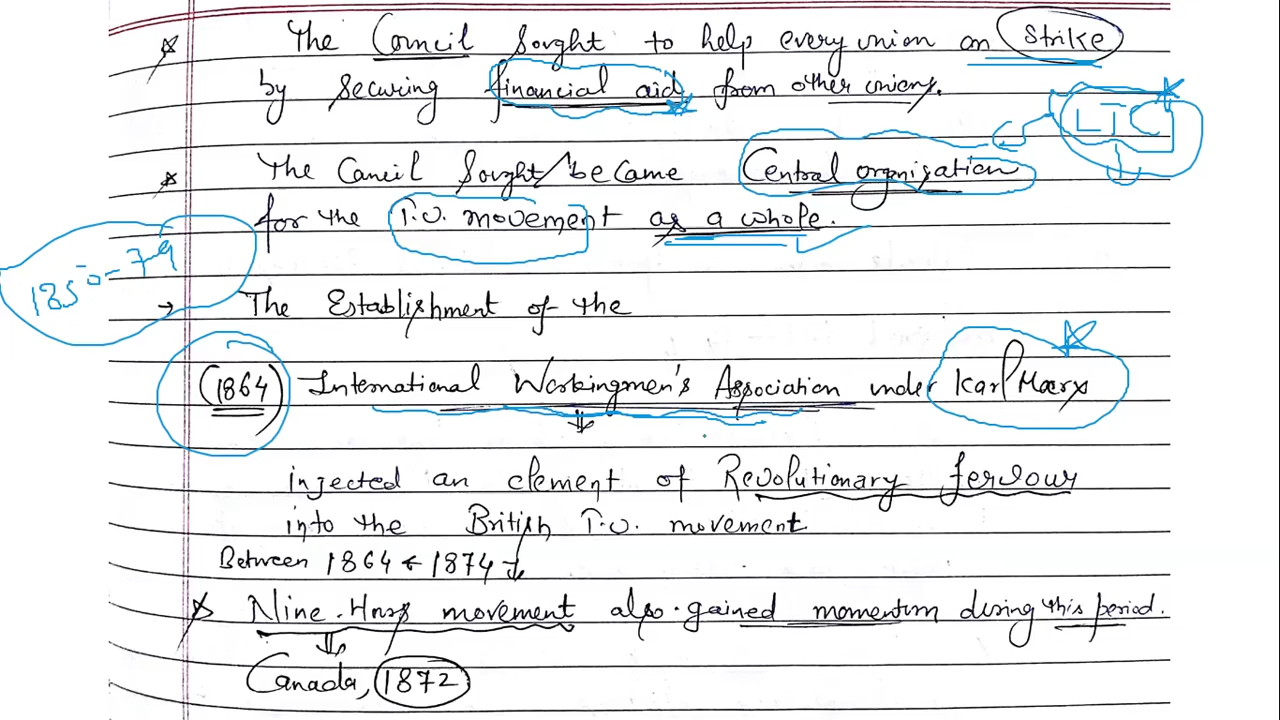 The Council Sought to help every union on Strike
by securing financial aid from other unions.
LTC
The Concil Sought/became Central organization
for the T.U. movement as a whole.
1850-79
→ The Establishment of the
(1864) International Workingmen's Association under Karl Marx
injected an element of Revolutionary fervour
into the British T.U. movement
Between 1864 & 1874
Nine-Hours movement also gained momentum during this period.
Canada, 1872